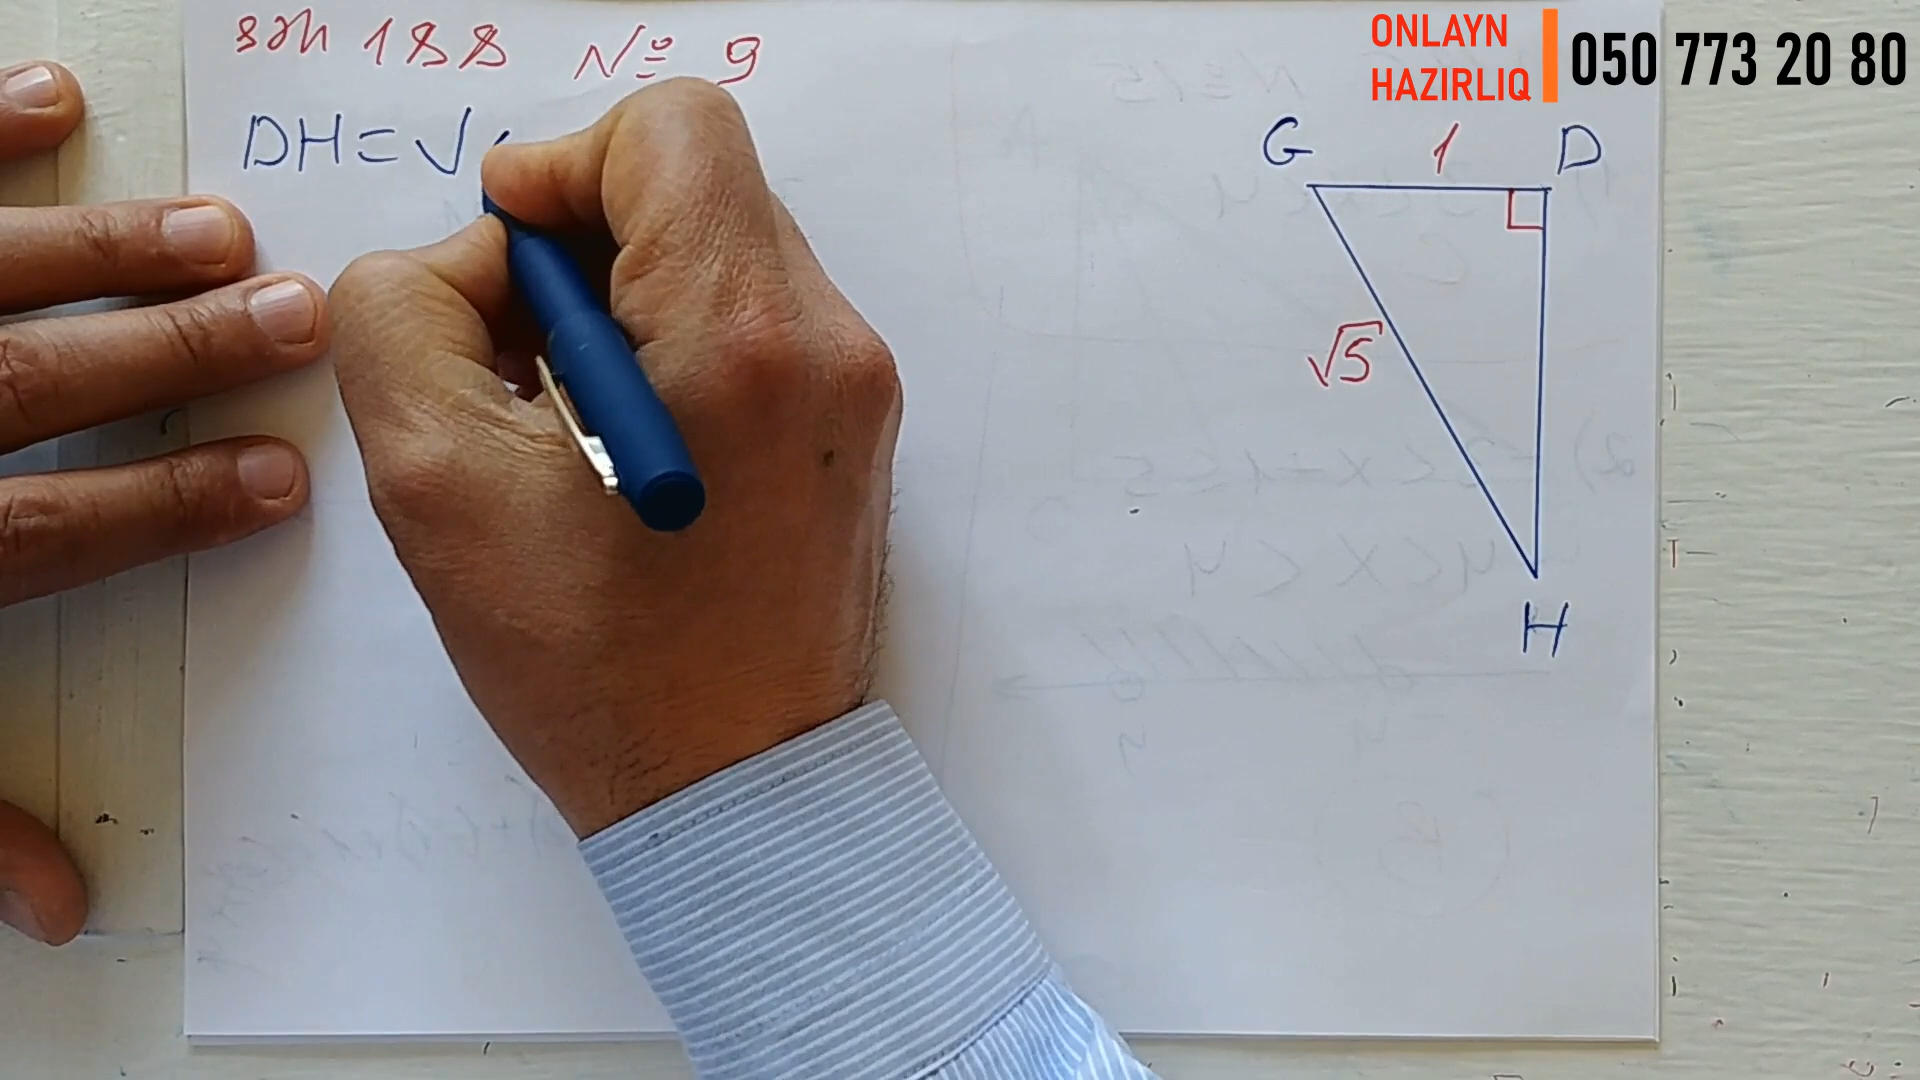 səh 188 № 9
DH=√
ONLAYN
HAZIRLIQ
050 773 20 80
G 1 D
√5
H